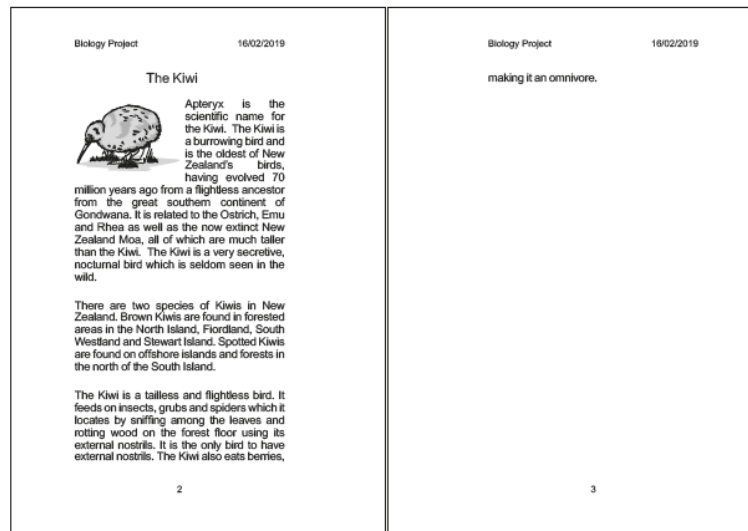 Biology Project 16/02/2019
The Kiwi
Apteryx is the
scientific name for
the Kiwi. The Kiwi is
a burrowing bird and
is the oldest of New
Zealand's birds,
having evolved 70
million years ago from a flightless ancestor
from the great southern continent of
Gondwana. It is related to the Ostrich, Emu
and Rhea as well as the now extinct New
Zealand Moa, all of which are much taller
than the Kiwi. The Kiwi is a very secretive,
nocturnal bird which is seldom seen in the
wild.
There are two species of Kiwis in New
Zealand. Brown Kiwis are found in forested
areas in the North Island, Fiordland, South
Westland and Stewart Island. Spotted Kiwis
are found on offshore islands and forests in
the north of the South Island.
The Kiwi is a tailless and flightless bird. It
feeds on insects, grubs and spiders which it
locates by sniffing among the leaves and
rotting wood on the forest floor using its
external nostrils. It is the only bird to have
external nostrils. The Kiwi also eats berries,
2
Biology Project 16/02/2019
making it an omnivore.
3